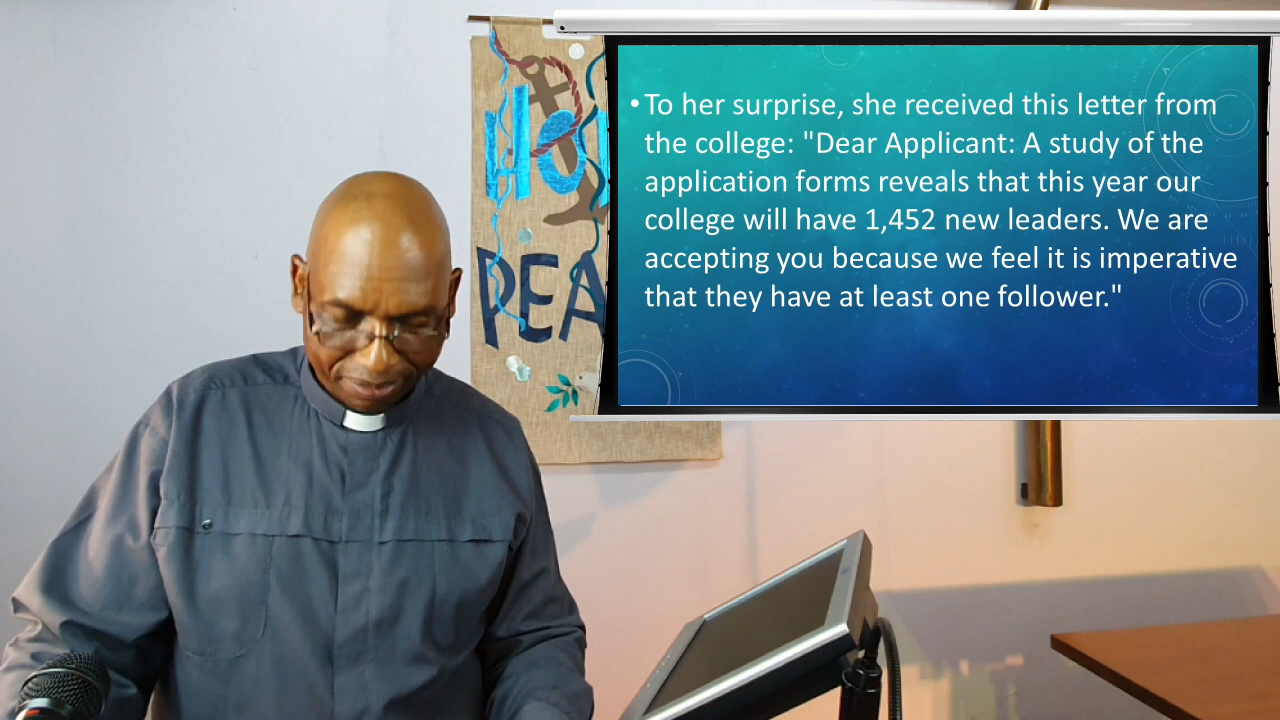 HOP
PEA
• To her surprise, she received this letter from
the college: "Dear Applicant: A study of the
application forms reveals that this year our
college will have 1,452 new leaders. We are
accepting you because we feel it is imperative
that they have at least one follower."